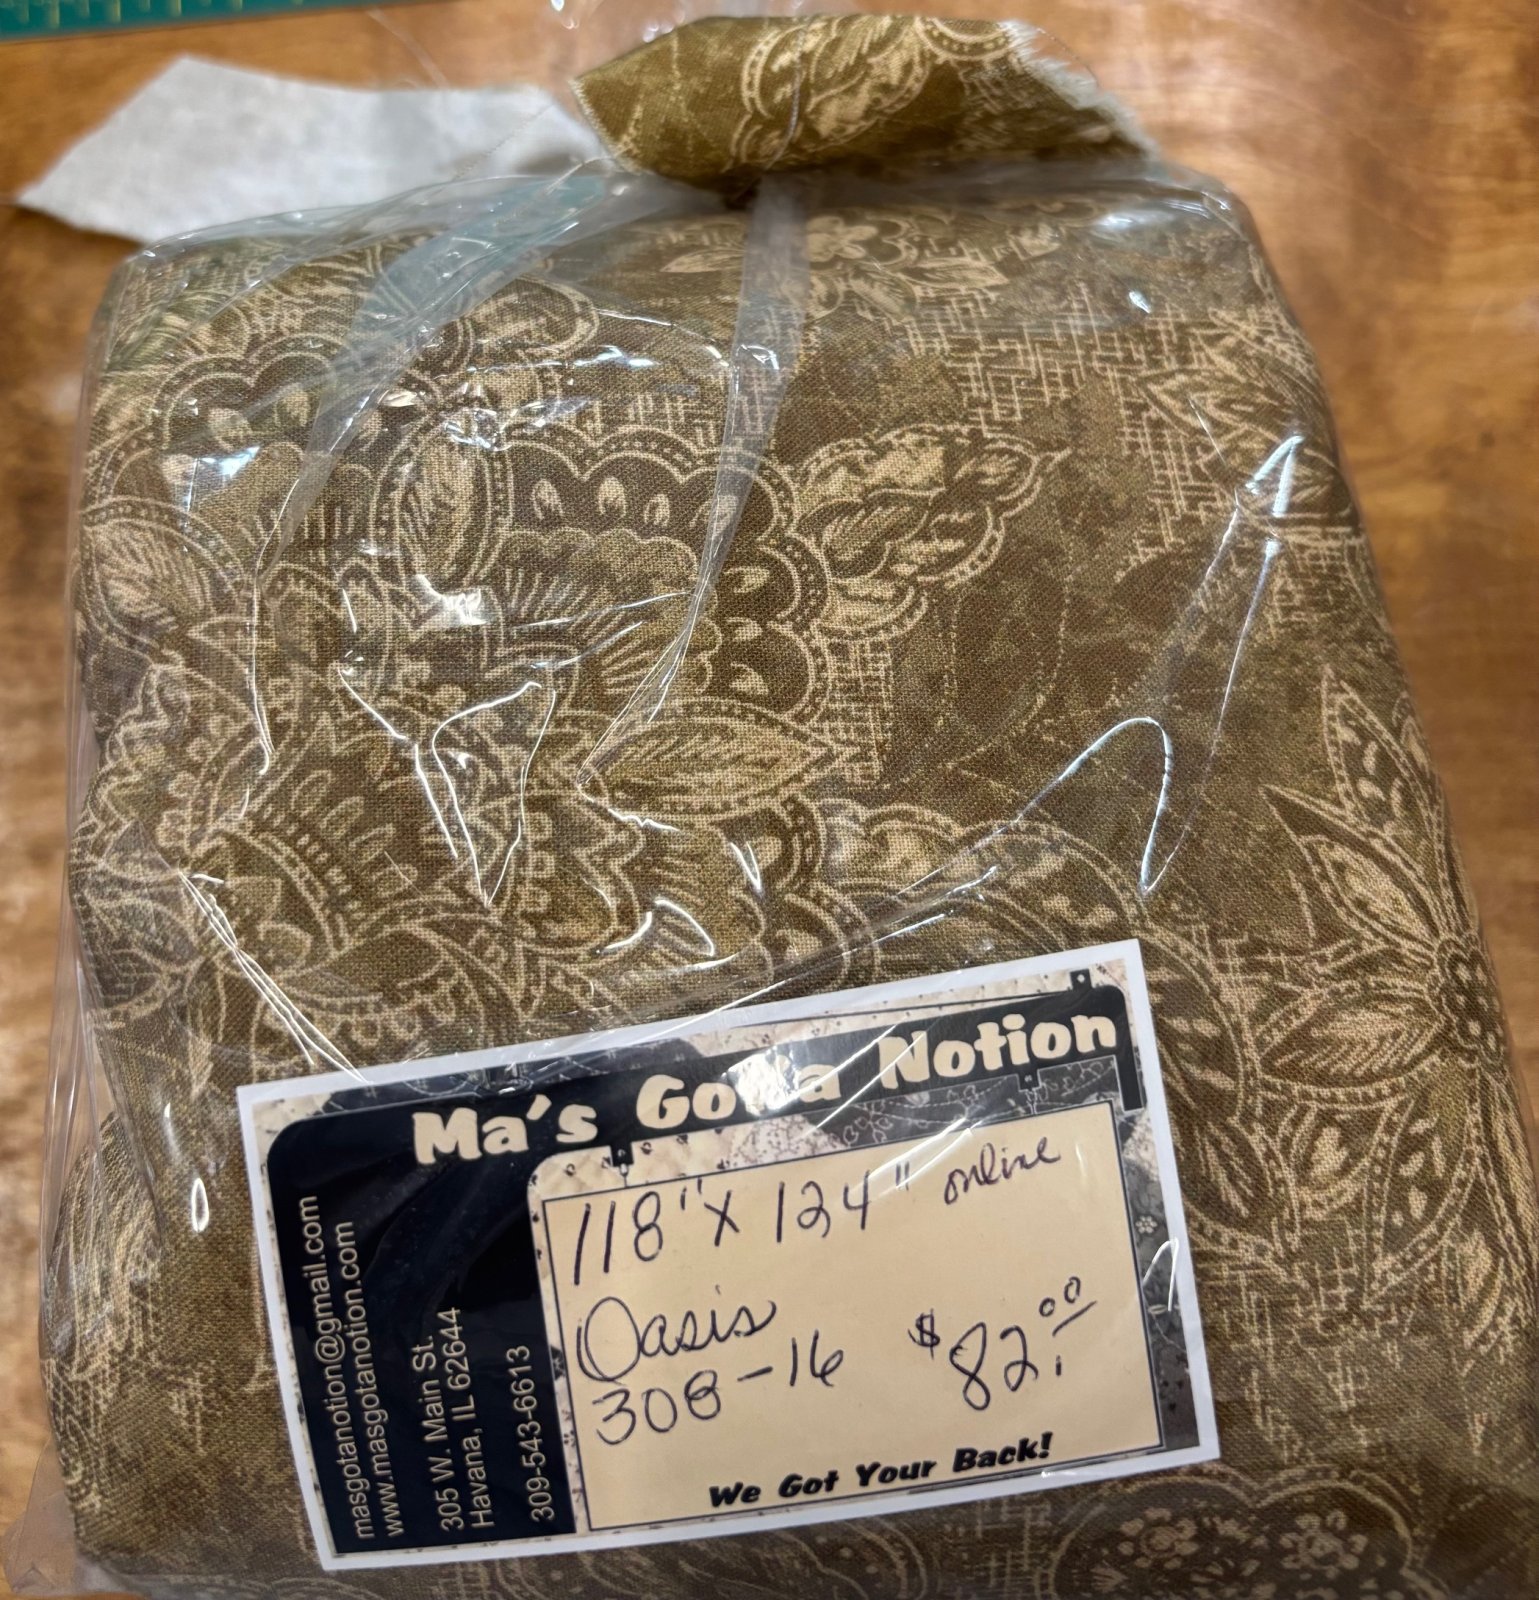 Ma's Gotta Notion
masgotanotion@gmail.com
www.masgotanotion.com
305 W. Main St.
Havana, IL 62644
309-543-6613
118" x 124" online
Oasis
308-16 $82.00
We Got Your Back!